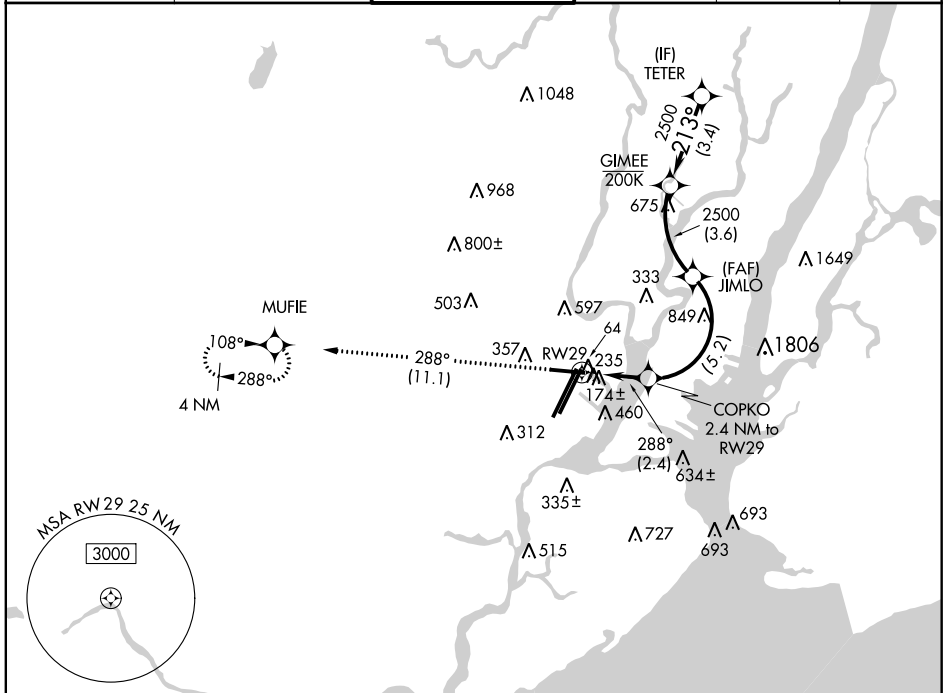 (IF)
TETER
1048
2500
213°
(3.4)
GIMEE
200K
968
675
2500
(3.6)
800±
1649
(FAF)
JIMLO
333
503
597
849
MUFIE
64
1806
108°
357
RW29
235
288°
(11.1)
(5.2)
288°
174±
4 NM
460
COPKO
2.4 NM to
RW29
312
288°
(2.4)
634±
335±
MSA RW29 25 NM
693
727
693
515
3000